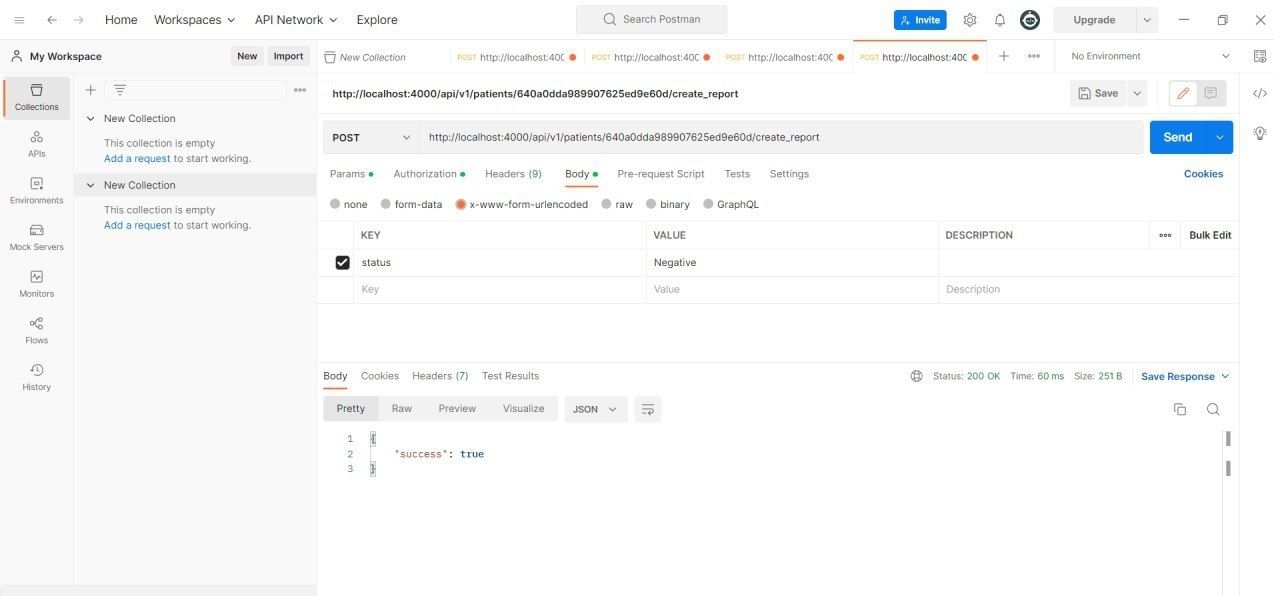 Home Workspaces API Network Explore Search Postman Invite Upgrade
My Workspace New Import
New Collection POST http://localhost:400 POST http://localhost:400 POST http://localhost:400 POST http://localhost:400 No Environment
Collections
APIs
Environments
Mock Servers
Monitors
Flows
History
New Collection
This collection is empty
Add a request to start working.
New Collection
This collection is empty
Add a request to start working.
http://localhost:4000/api/v1/patients/640a0dda989907625ed9e60d/create_report Save
POST http://localhost:4000/api/v1/patients/640a0dda989907625ed9e60d/create_report Send
Params Authorization Headers (9) Body Pre-request Script Tests Settings Cookies
none form-data x-www-form-urlencoded raw binary GraphQL
KEY VALUE DESCRIPTION Bulk Edit
status Negative
Key Value Description
Body Cookies Headers (7) Test Results Status: 200 OK Time: 60 ms Size: 251 B Save Response
Pretty Raw Preview Visualize JSON
1 {
2 "success": true
3 }